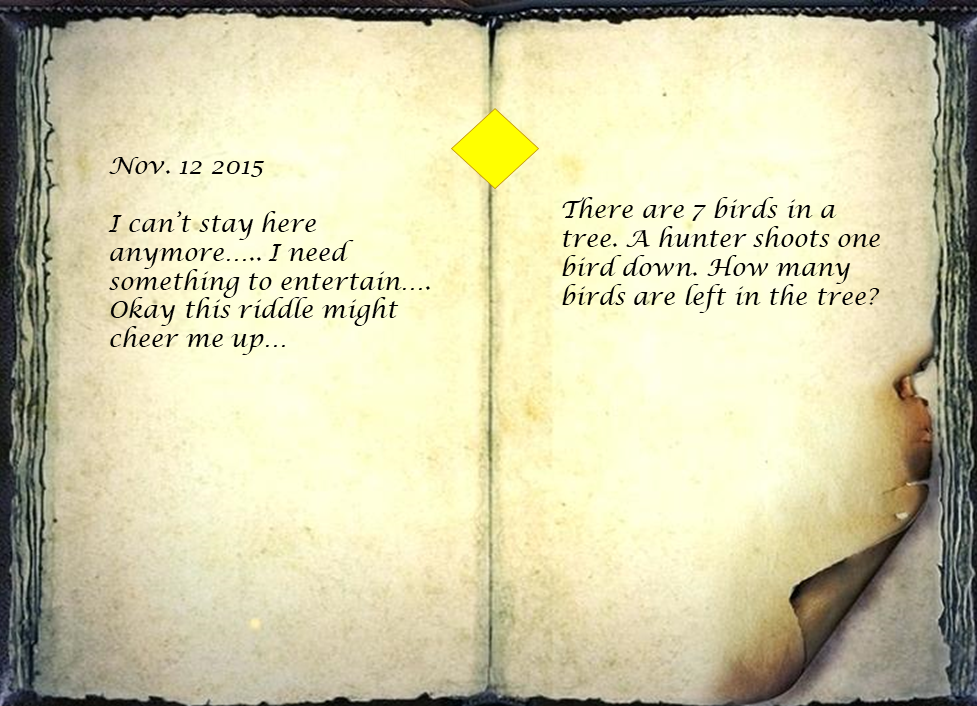 Nov. 12 2015
I can’t stay here
anymore….. I need
something to entertain….
Okay this riddle might
cheer me up…
There are 7 birds in a
tree. A hunter shoots one
bird down. How many
birds are left in the tree?